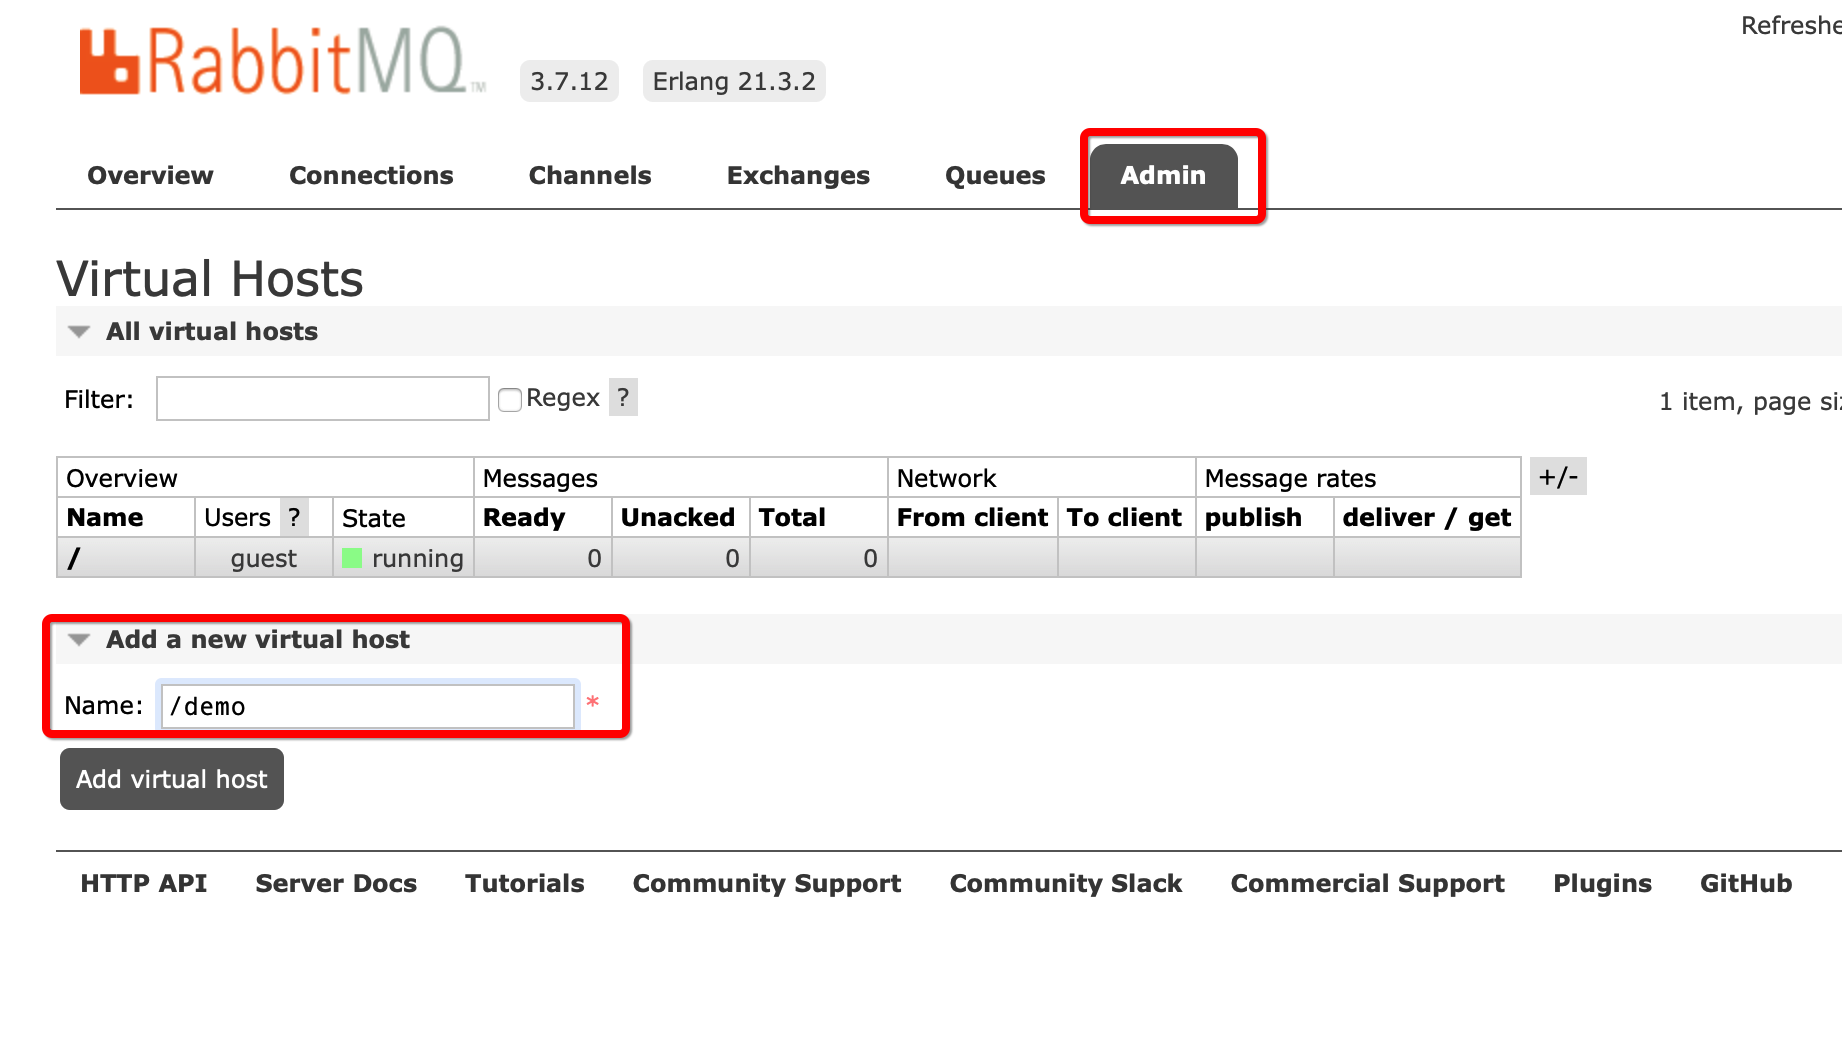 RabbitMQ™ 3.7.12 Erlang 21.3.2
Refreshe
Overview Connections Channels Exchanges Queues Admin
Virtual Hosts
All virtual hosts
Filter: Regex ?
1 item, page siz
Overview Messages Network Message rates +/-
Name Users ? State Ready Unacked Total From client To client publish deliver / get
/ guest running 0 0 0
Add a new virtual host
Name: /demo *
Add virtual host
HTTP API Server Docs Tutorials Community Support Community Slack Commercial Support Plugins GitHub